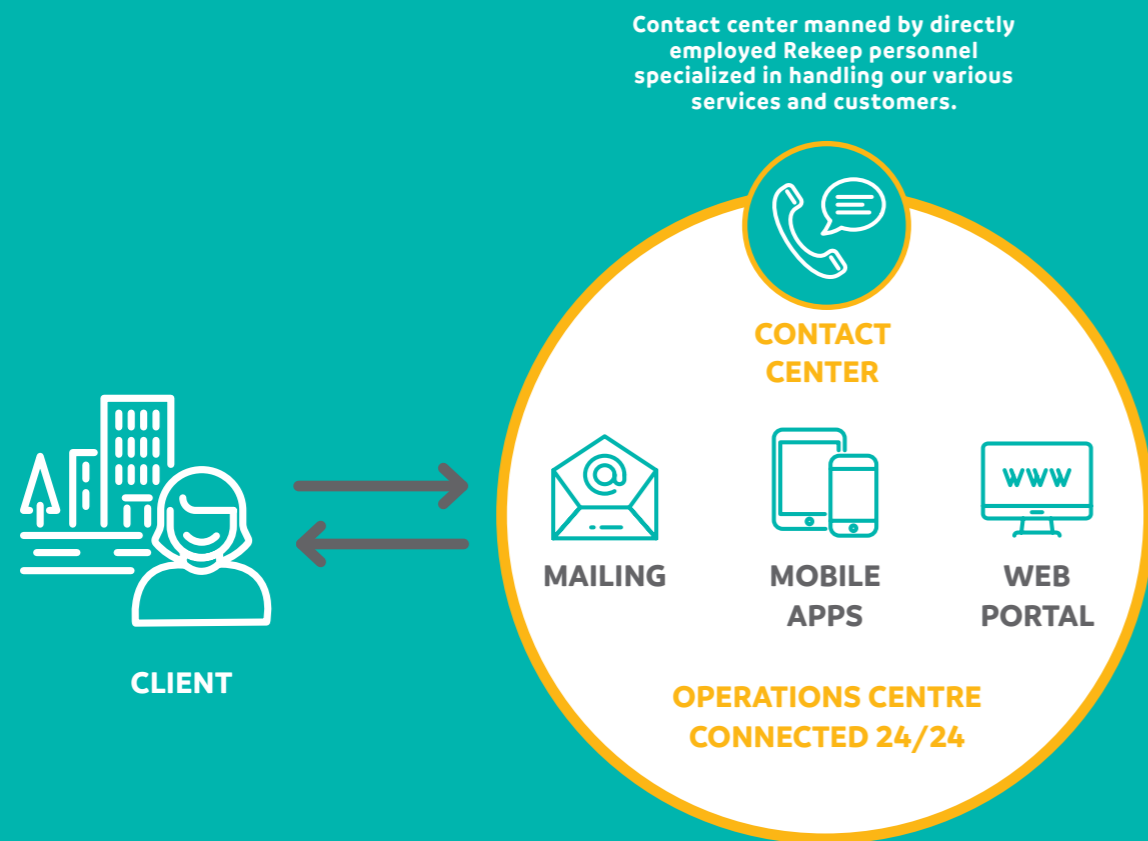 Contact center manned by directly
employed Rekeep personnel
specialized in handling our various
services and customers.
CONTACT
CENTER
@
WWW
MAILING
MOBILE
APPS
WEB
PORTAL
CLIENT
OPERATIONS CENTRE
CONNECTED 24/24